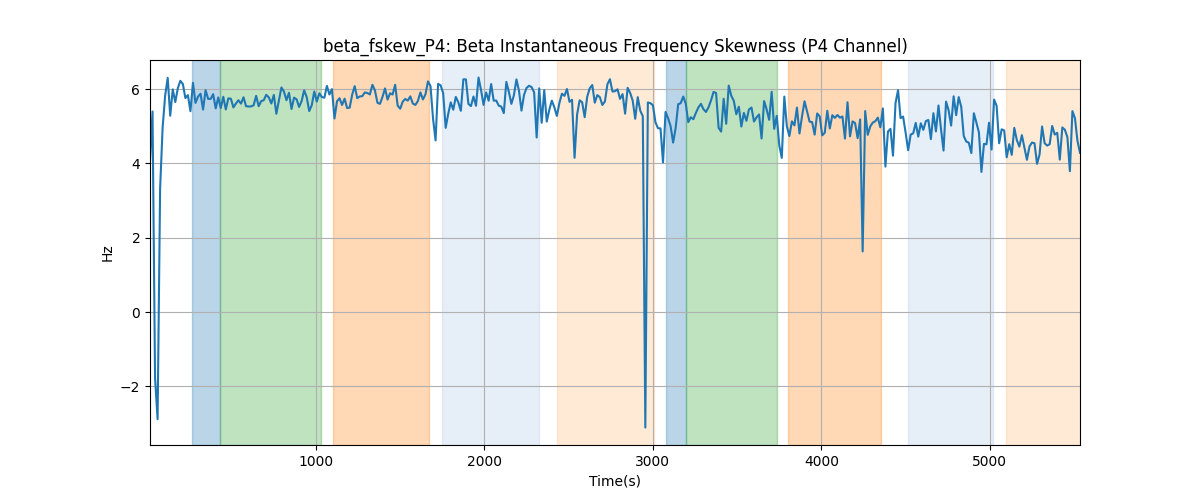 beta_fskew_P4: Beta Instantaneous Frequency Skewness (P4 Channel)
Hz
6
4
2
0
−2
1000 2000 3000 4000 5000
Time(s)